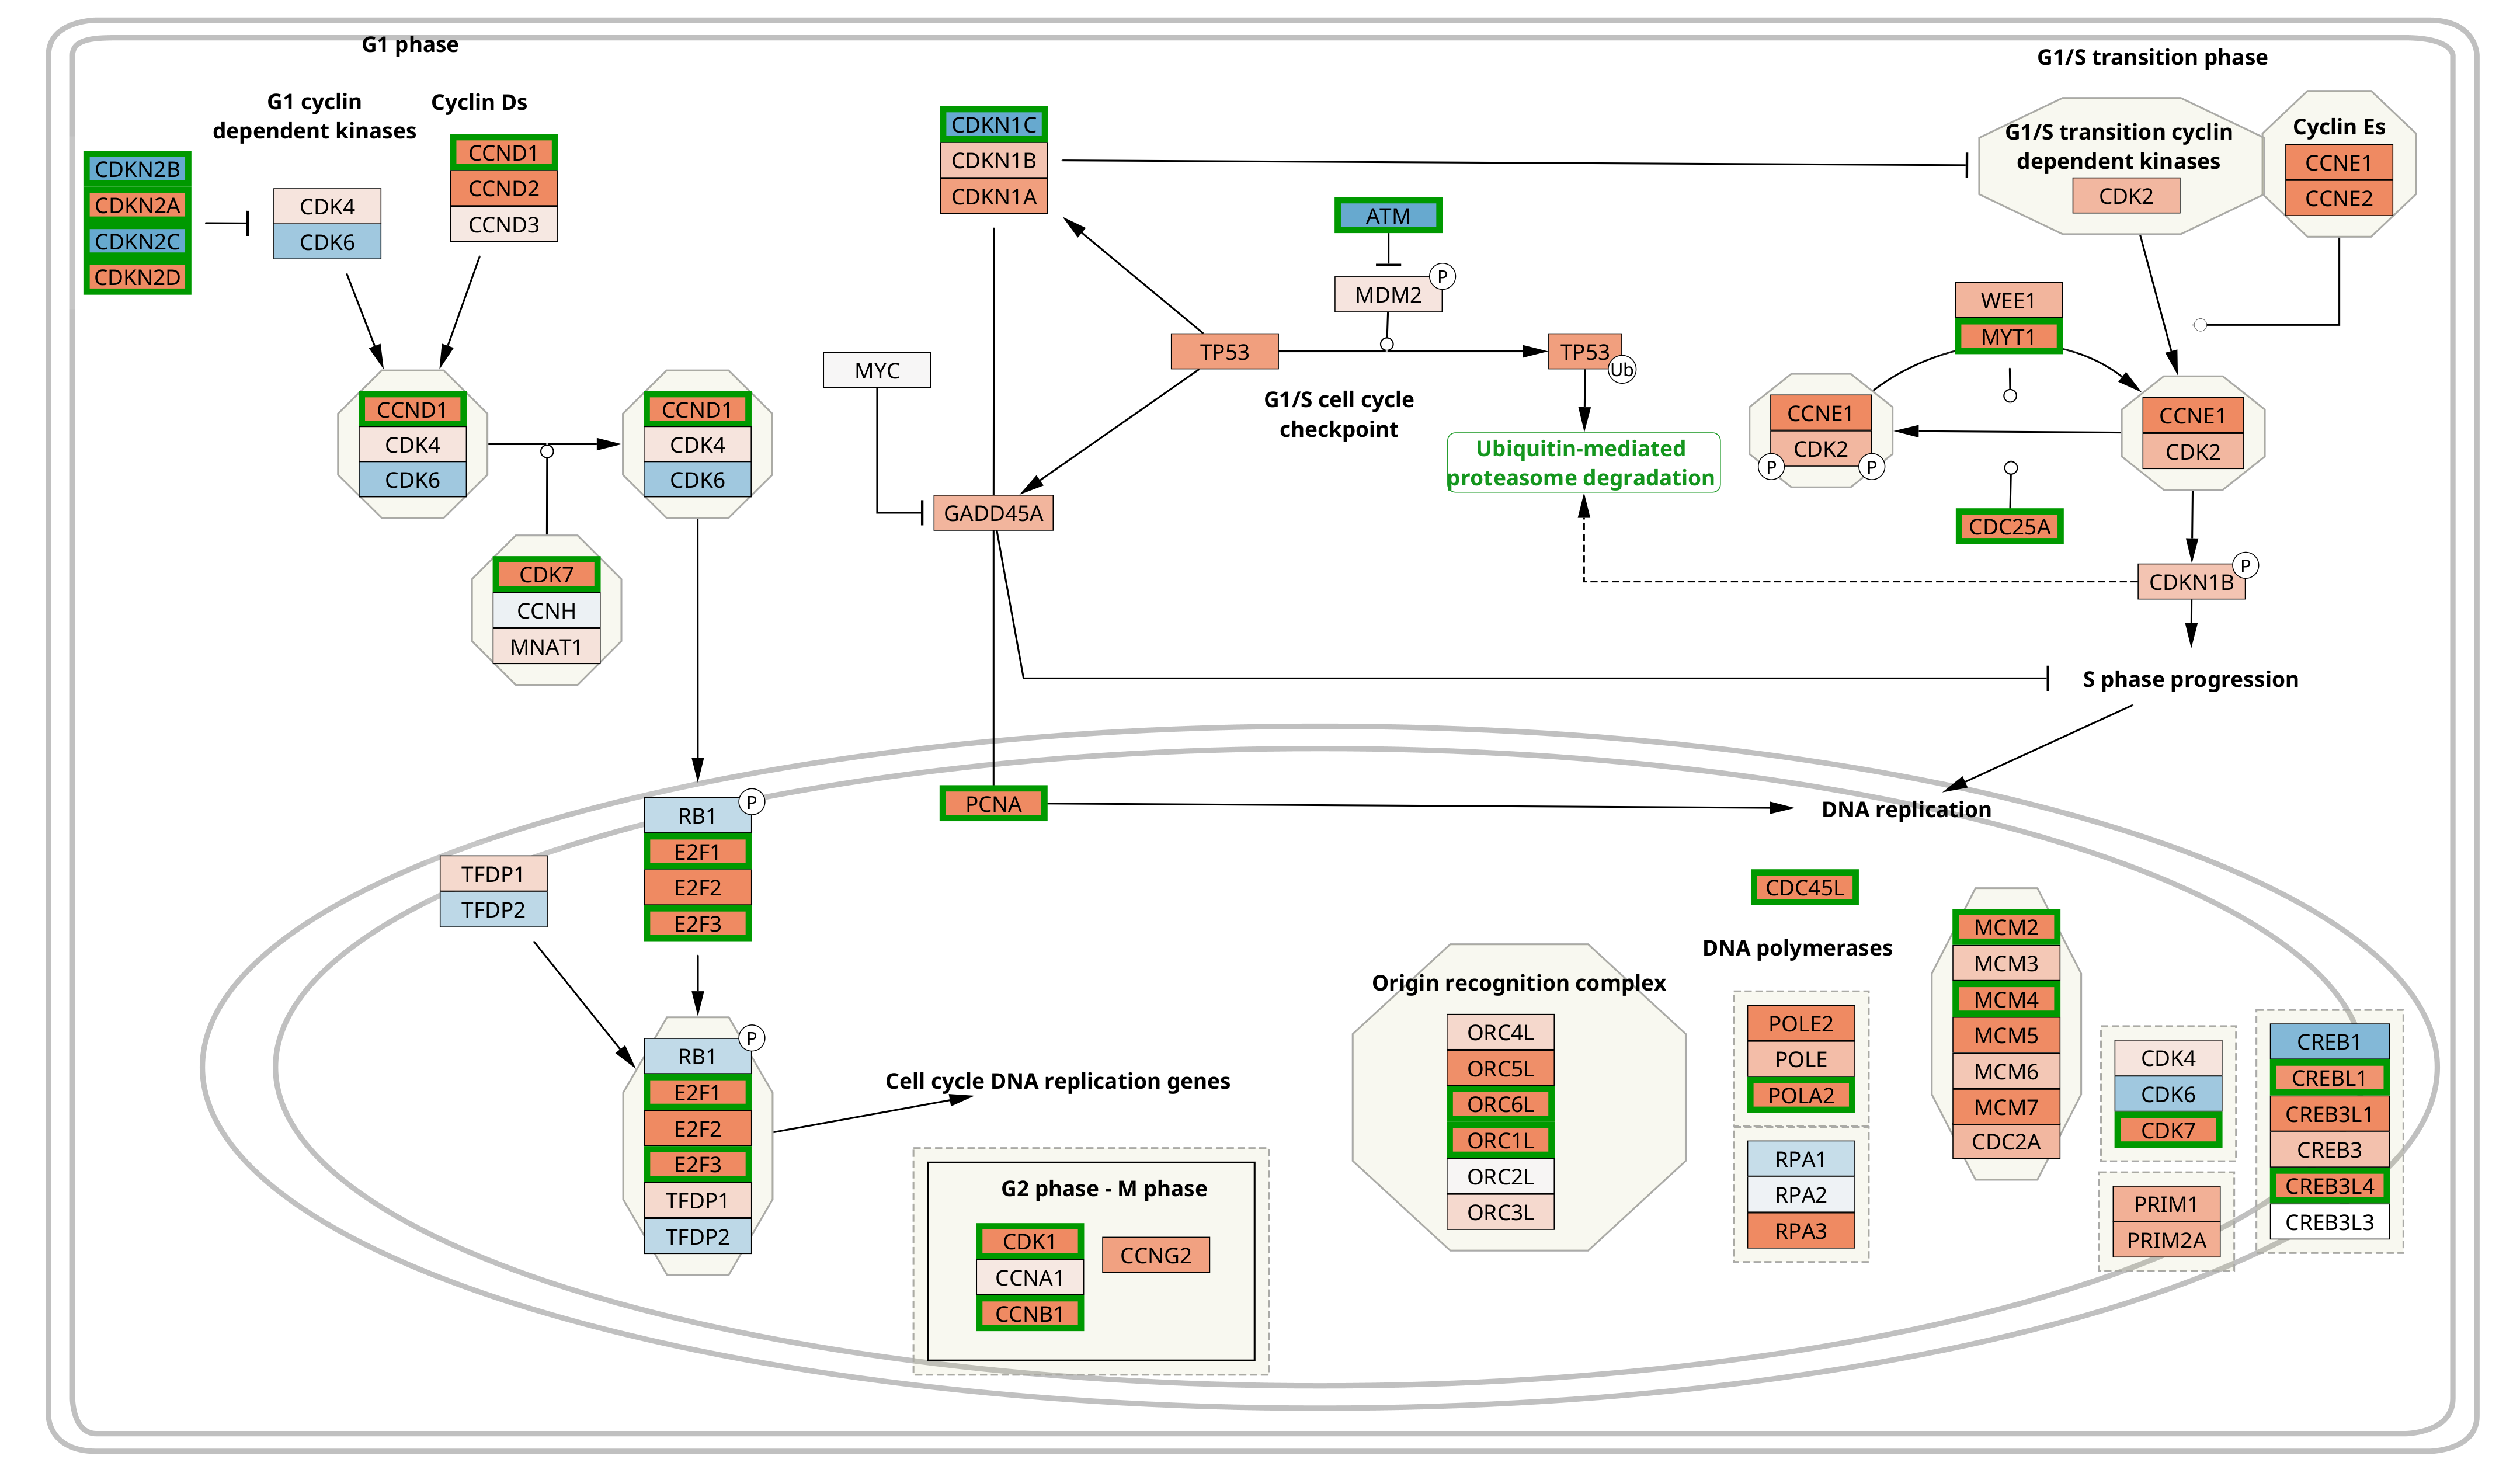 G1 phase
G1/S transition phase
G1 cyclin
dependent kinases
Cyclin Ds
CDKN2B
CDKN2A
CDKN2C
CDKN2D
CDK4
CDK6
CCND1
CCND2
CCND3
CDKN1C
CDKN1B
CDKN1A
ATM
MDM2
P
TP53
TP53
Ub
MYC
G1/S cell cycle
checkpoint
Ubiquitin-mediated
proteasome degradation
G1/S transition cyclin
dependent kinases
CDK2
Cyclin Es
CCNE1
CCNE2
WEE1
MYT1
CCNE1
CDK2
P
P
CCNE1
CDK2
CDC25A
CDKN1B
P
S phase progression
CCND1
CDK4
CDK6
CCND1
CDK4
CDK6
CDK7
CCNH
MNAT1
GADD45A
PCNA
DNA replication
RB1
P
E2F1
E2F2
E2F3
TFDP1
TFDP2
RB1
P
E2F1
E2F2
E2F3
TFDP1
TFDP2
Cell cycle DNA replication genes
G2 phase - M phase
CDK1
CCNA1
CCNB1
CCNG2
Origin recognition complex
ORC4L
ORC5L
ORC6L
ORC1L
ORC2L
ORC3L
CDC45L
DNA polymerases
POLE2
POLE
POLA2
RPA1
RPA2
RPA3
MCM2
MCM3
MCM4
MCM5
MCM6
MCM7
CDC2A
CDK4
CDK6
CDK7
PRIM1
PRIM2A
CREB1
CREBL1
CREB3L1
CREB3
CREB3L4
CREB3L3